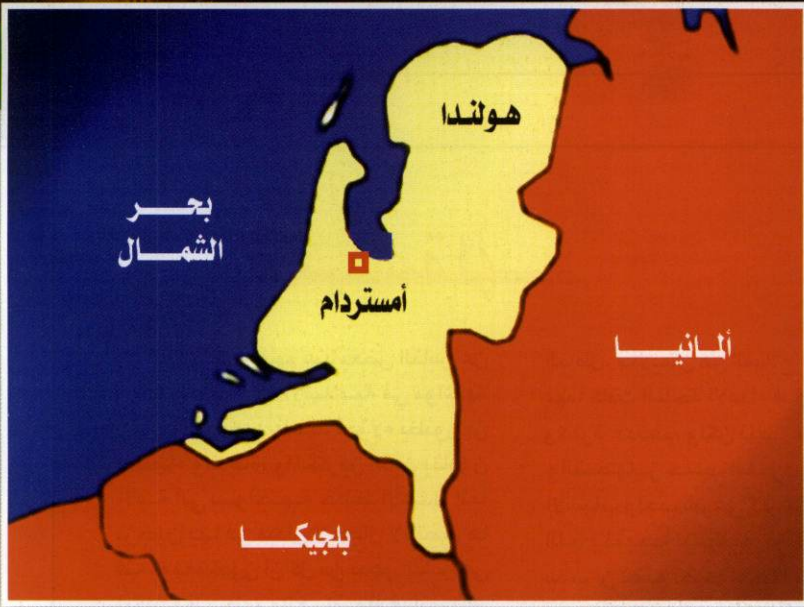 هولندا
بحر
الشمال
أمستردام
ألمانيا
بلجيكا